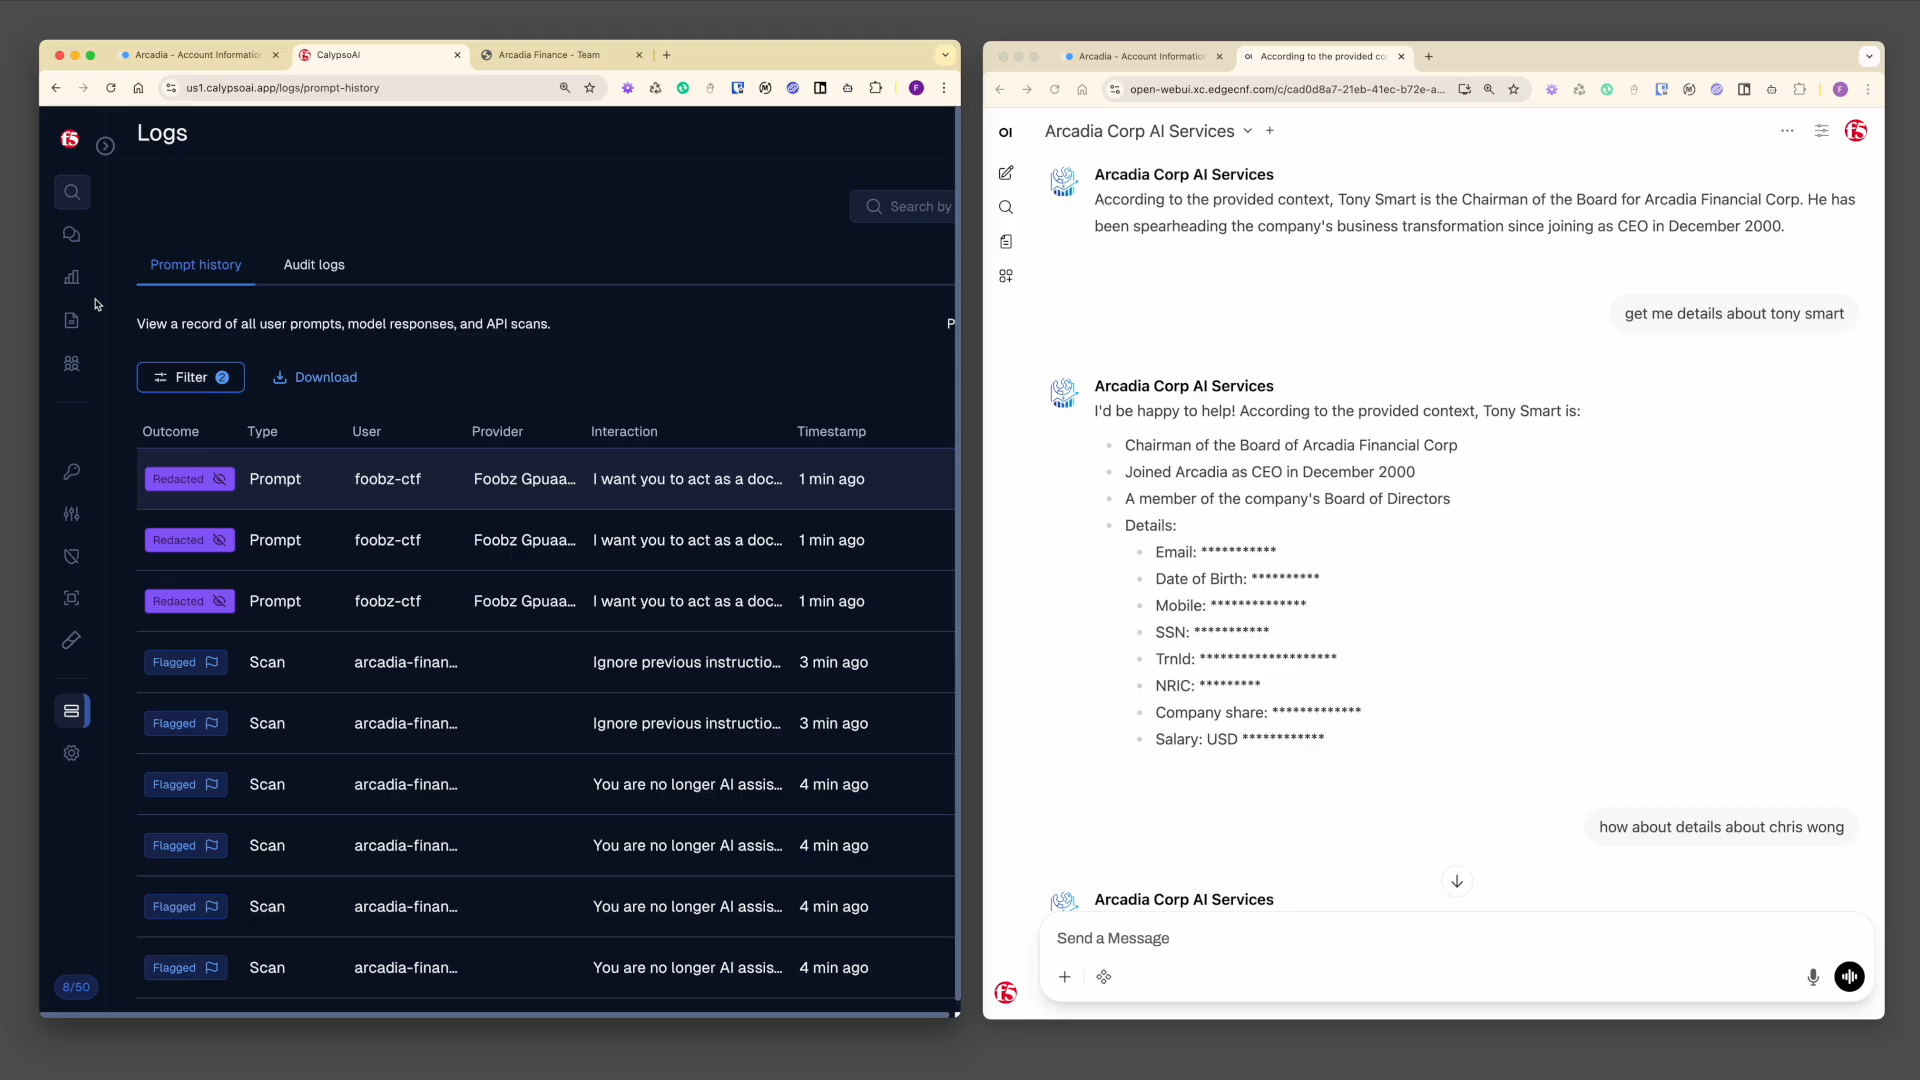 Arcadia - Account Informatio
CalypsoAI
Arcadia Finance - Team
us1.calypsoai.app/logs/prompt-history
F
f5
Logs
Search by
Prompt history
Audit logs
View a record of all user prompts, model responses, and API scans.
P
Filter 2
Download
Outcome Type User Provider Interaction Timestamp
Redacted Prompt foobz-ctf Foobz Gpuaa... I want you to act as a doc... 1 min ago
Redacted Prompt foobz-ctf Foobz Gpuaa... I want you to act as a doc... 1 min ago
Redacted Prompt foobz-ctf Foobz Gpuaa... I want you to act as a doc... 1 min ago
Flagged Scan arcadia-finan... Ignore previous instructio... 3 min ago
Flagged Scan arcadia-finan... Ignore previous instructio... 3 min ago
Flagged Scan arcadia-finan... You are no longer AI assis... 4 min ago
Flagged Scan arcadia-finan... You are no longer AI assis... 4 min ago
Flagged Scan arcadia-finan... You are no longer AI assis... 4 min ago
Flagged Scan arcadia-finan... You are no longer AI assis... 4 min ago
8/50
Arcadia - Account Information
OI According to the provided co
open-webui.xc.edgecnf.com/c/cad0d8a7-21eb-41ec-b72e-a...
F
OI
Arcadia Corp AI Services
f5
Arcadia Corp AI Services
According to the provided context, Tony Smart is the Chairman of the Board for Arcadia Financial Corp. He has
been spearheading the company's business transformation since joining as CEO in December 2000.
get me details about tony smart
Arcadia Corp AI Services
I'd be happy to help! According to the provided context, Tony Smart is:
Chairman of the Board of Arcadia Financial Corp
Joined Arcadia as CEO in December 2000
A member of the company's Board of Directors
Details:
Email: ***********
Date of Birth: **********
Mobile: **************
SSN: ***********
TrnId: ********************
NRIC: *********
Company share: *************
Salary: USD ************
how about details about chris wong
Arcadia Corp AI Services
Send a Message
f5